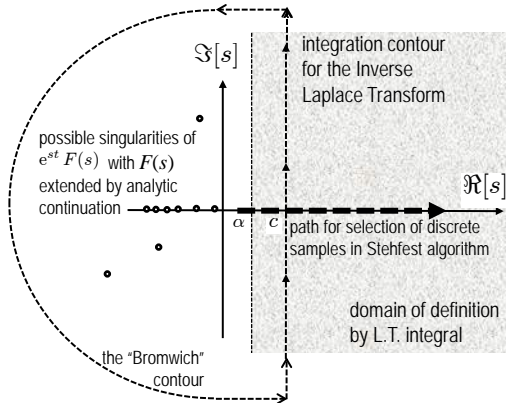 ℑ[s]
integration contour
for the Inverse
Laplace Transform
possible singularities of
e^{st} F(s) with F(s)
extended by analytic
continuation
ℜ[s]
α
c
path for selection of discrete
samples in Stehfest algorithm
domain of definition
by L.T. integral
the "Bromwich"
contour